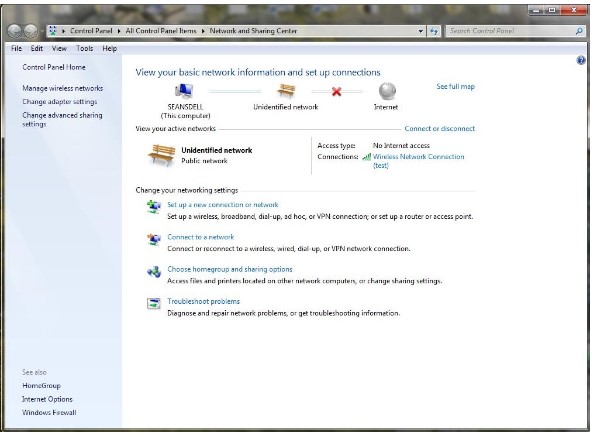 Control Panel ▸ All Control Panel Items ▸ Network and Sharing Center
Search Control Panel
File Edit View Tools Help
Control Panel Home
Manage wireless networks
Change adapter settings
Change advanced sharing
settings
View your basic network information and set up connections
See full map
SEANSDELL
(This computer)
Unidentified network
Internet
View your active networks
Connect or disconnect
Unidentified network
Public network
Access type: No Internet access
Connections: Wireless Network Connection
(test)
Change your networking settings
Set up a new connection or network
Set up a wireless, broadband, dial-up, ad hoc, or VPN connection; or set up a router or access point.
Connect to a network
Connect or reconnect to a wireless, wired, dial-up, or VPN network connection.
Choose homegroup and sharing options
Access files and printers located on other network computers, or change sharing settings.
Troubleshoot problems
Diagnose and repair network problems, or get troubleshooting information.
See also
HomeGroup
Internet Options
Windows Firewall